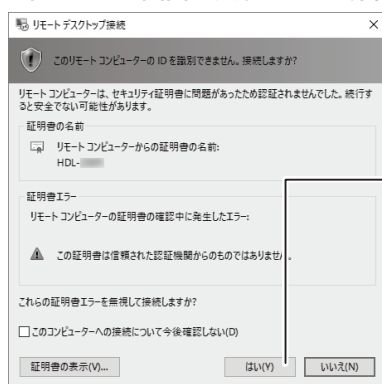 リモート デスクトップ接続
このリモート コンピューターの ID を識別できません。接続しますか?
リモート コンピューターは、セキュリティ証明書に問題があったため認証されませんでした。続行す
ると安全でない可能性があります。
証明書の名前
リモート コンピューターからの証明書の名前:
HDL-
証明書エラー
リモート コンピューターの証明書の確認中に発生したエラー:
この証明書は信頼された認証機関からのものではありません。
これらの証明書エラーを無視して接続しますか?
このコンピューターへの接続について今後確認しない(D)
証明書の表示(V)...
はい(Y)
いいえ(N)